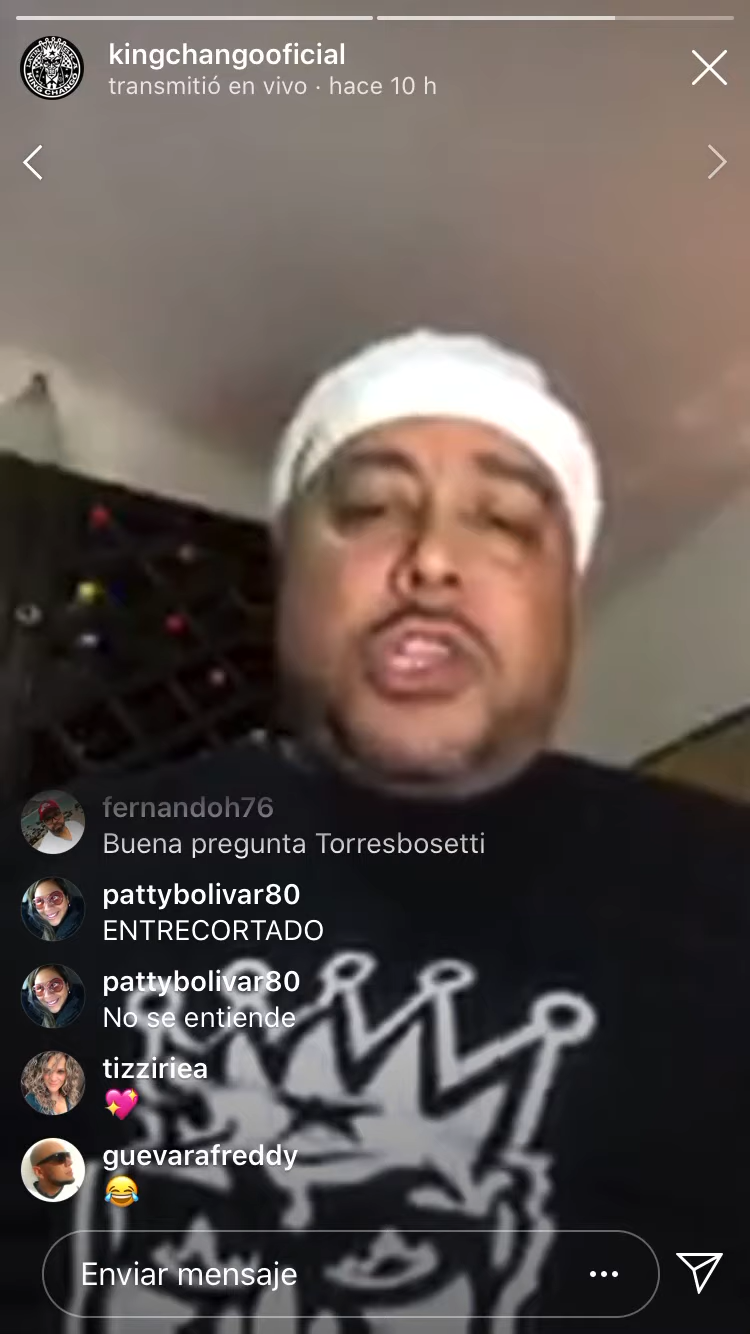 kingchangooficial
transmitió en vivo · hace 10 h
fernandoh76
Buena pregunta Torresbosetti
pattybolivar80
ENTRECORTADO
pattybolivar80
No se entiende
tizziriea
💖
guevarafreddy
😂
Enviar mensaje